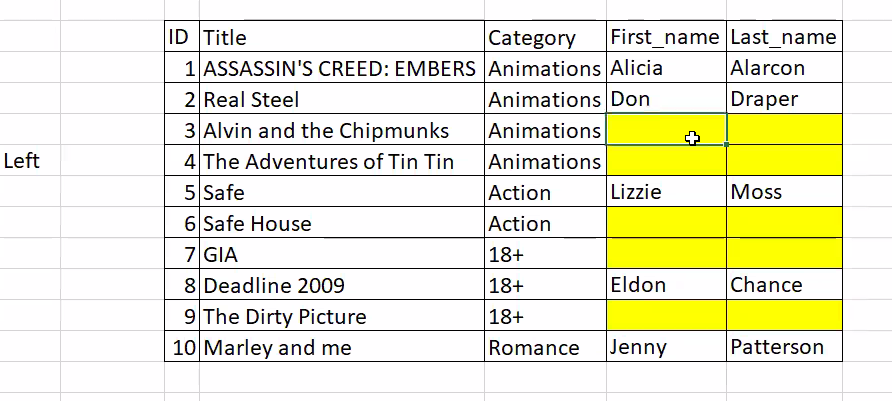 ID Title Category First_name Last_name
1 ASSASSIN'S CREED: EMBERS Animations Alicia Alarcon
2 Real Steel Animations Don Draper
3 Alvin and the Chipmunks Animations
Left 4 The Adventures of Tin Tin Animations
5 Safe Action Lizzie Moss
6 Safe House Action
7 GIA 18+
8 Deadline 2009 18+ Eldon Chance
9 The Dirty Picture 18+
10 Marley and me Romance Jenny Patterson